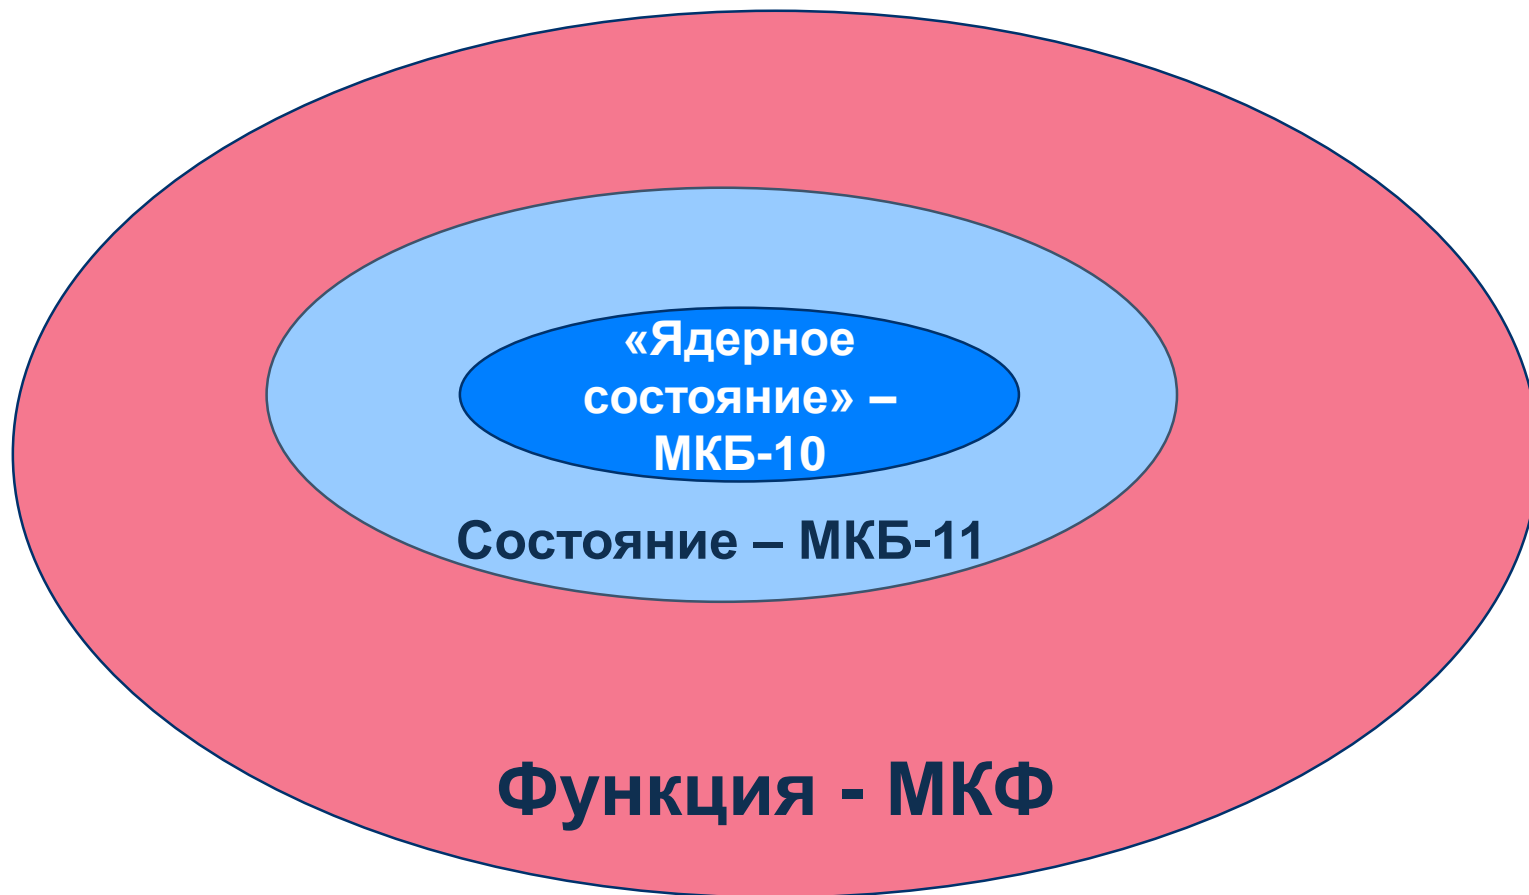 «Ядерное
состояние» –
МКБ-10
Состояние – МКБ-11
Функция - МКФ